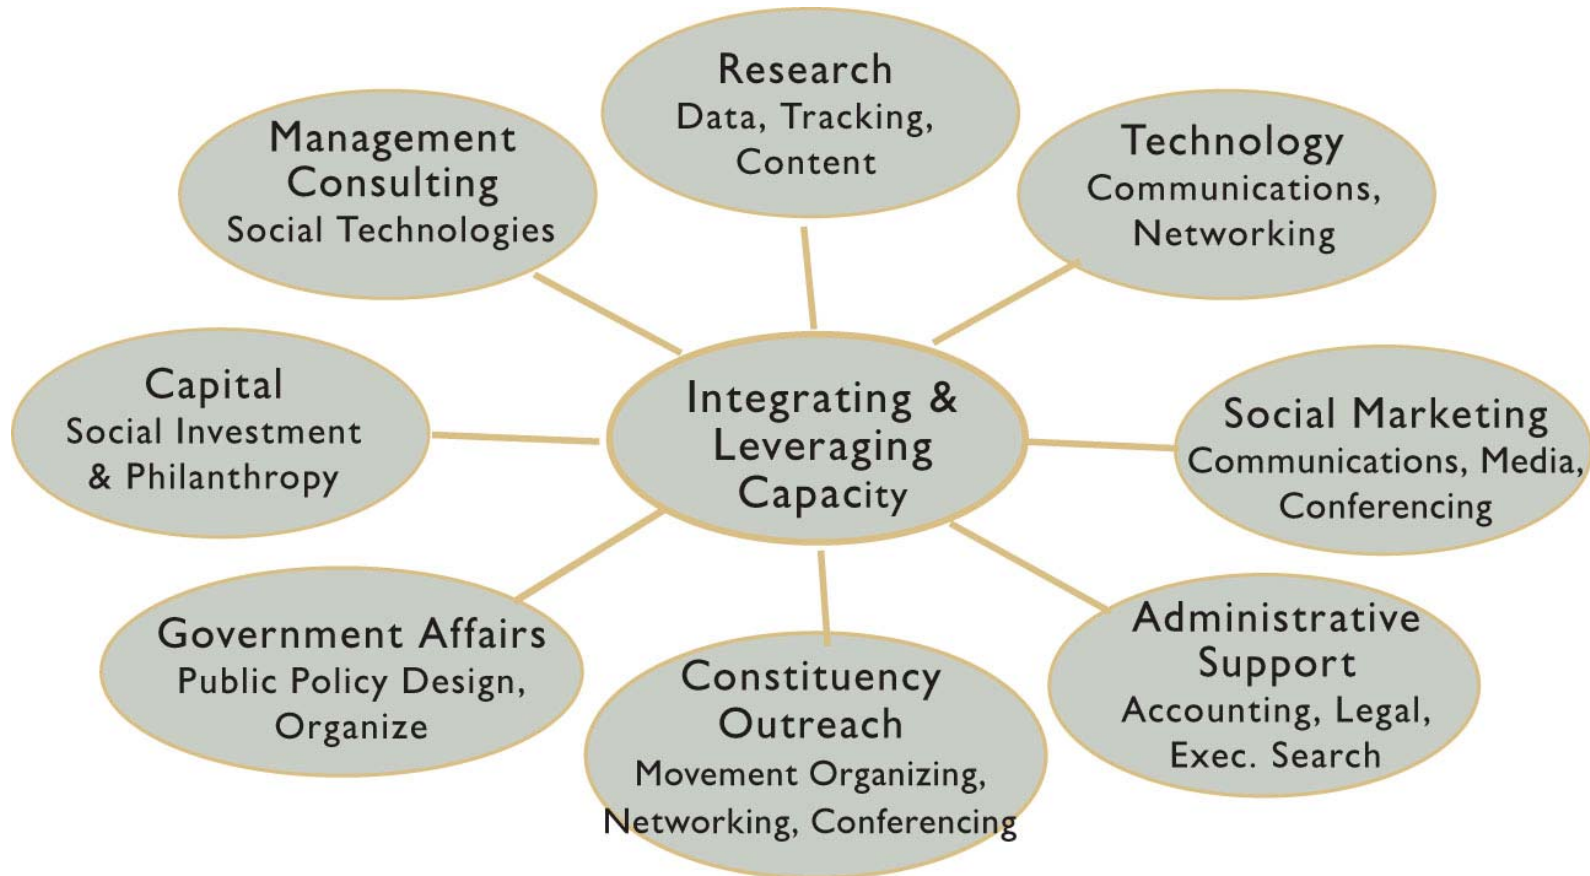 Research
Data, Tracking,
Content
Management
Consulting
Social Technologies
Technology
Communications,
Networking
Capital
Social Investment
& Philanthropy
Integrating &
Leveraging
Capacity
Social Marketing
Communications, Media,
Conferencing
Government Affairs
Public Policy Design,
Organize
Constituency
Outreach
Movement Organizing,
Networking, Conferencing
Administrative
Support
Accounting, Legal,
Exec. Search